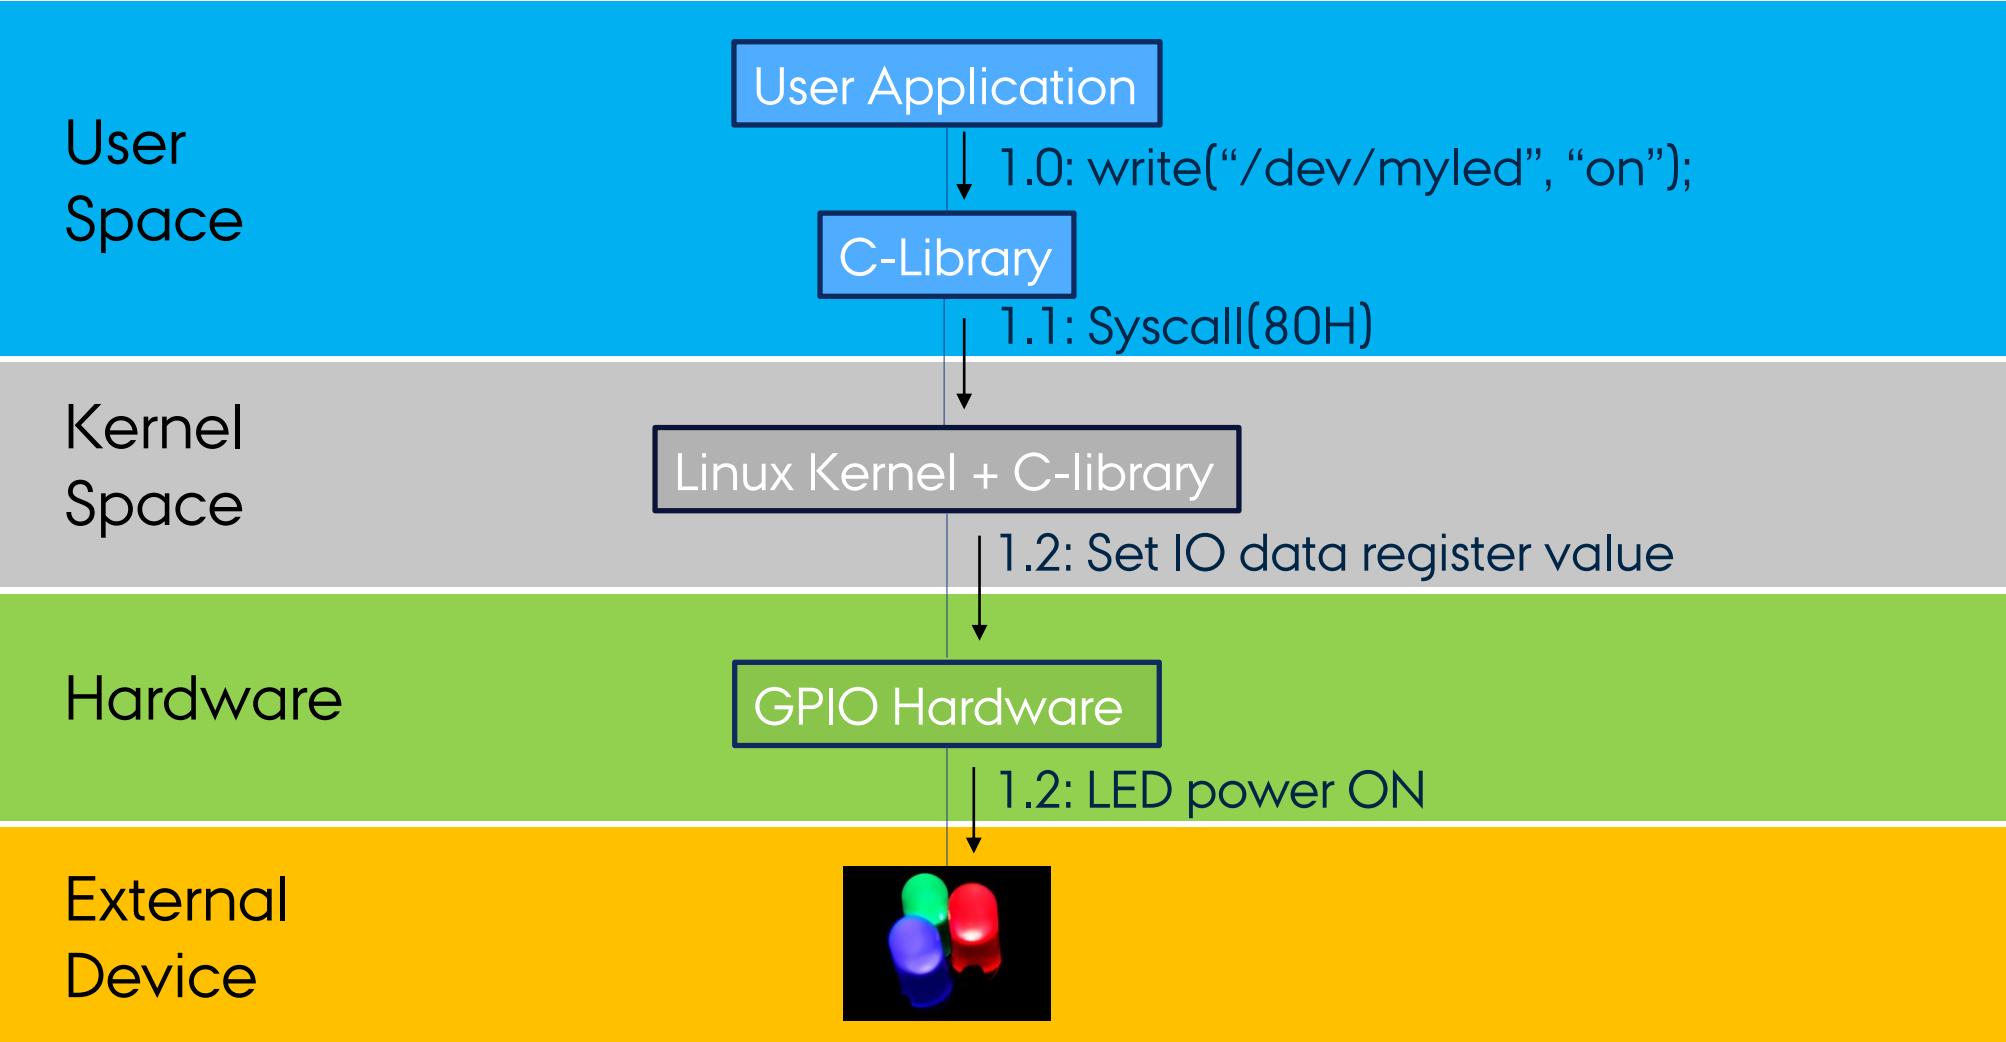 User Application
User
Space
1.0: write(“/dev/myled”, “on”);
C-Library
1.1: Syscall(80H)
Kernel
Space
Linux Kernel + C-library
1.2: Set IO data register value
Hardware
GPIO Hardware
1.2: LED power ON
External
Device